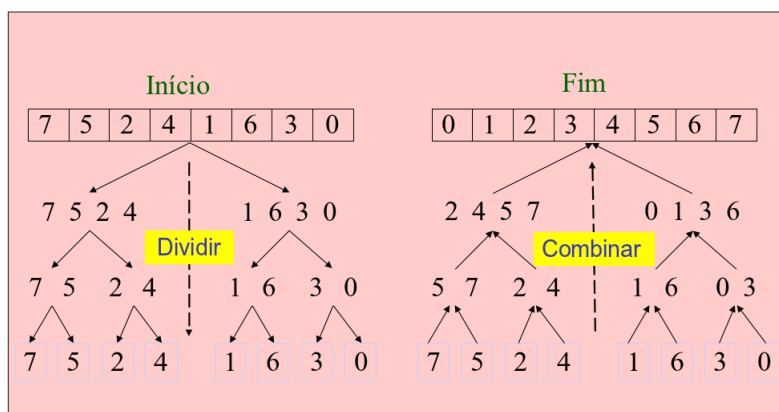 Início
7 5 2 4 1 6 3 0
7 5 2 4
1 6 3 0
Dividir
7 5
2 4
1 6
3 0
7 5 2 4 1 6 3 0
Fim
0 1 2 3 4 5 6 7
2 4 5 7
0 1 3 6
Combinar
5 7
2 4
1 6
0 3
7 5 2 4 1 6 3 0